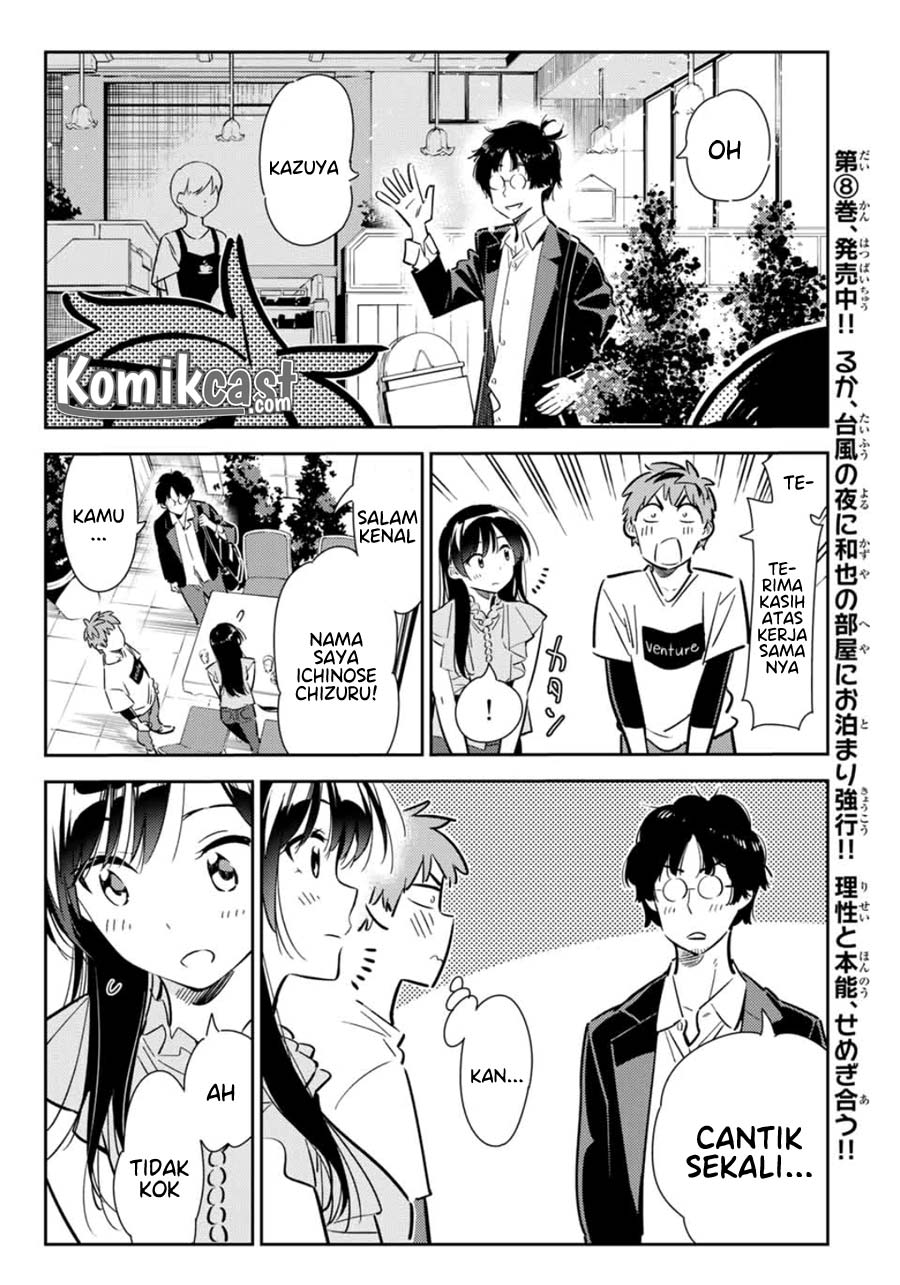 OH
KAZUYA
Komikcast
.com
TE-
TE-
RIMA
KASIH
ATAS
KERJA
SAMA
NYA
venture
!
カタン
SALAM
KENAL
NAMA
SAYA
ICHINOSE
CHIZURU!
KAMU
...
CANTIK
SEKALI...
KAN...
AH
TIDAK
KOK
第⑧巻、発売中!! るか、台風の夜に和也の部屋にお泊まり強行!! 理性と本能、せめぎ合う!!